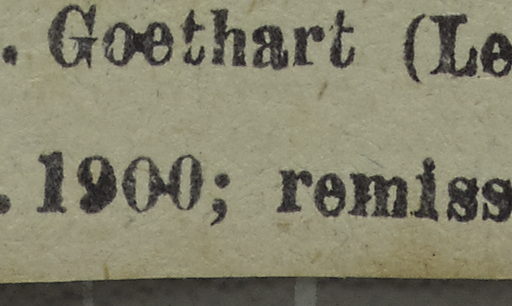 . Goethart (Le
. 1900; remiss